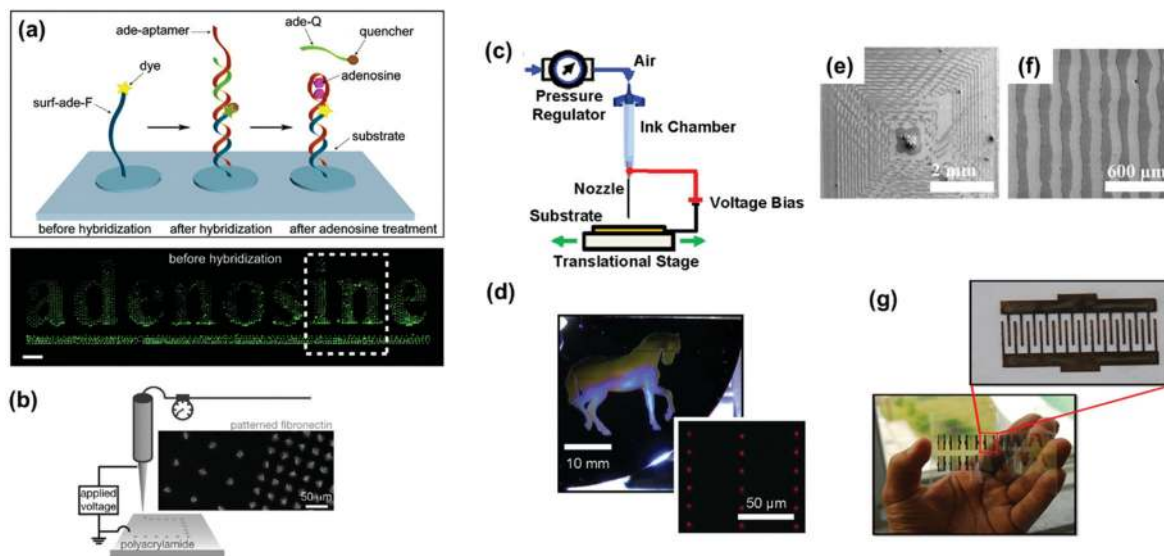 (a)
ade-aptamer
ade-Q
quencher
dye
adenosine
surf-ade-F
substrate
before hybridization
after hybridization
after adenosine treatment
before hybridization
adenosine
(b)
patterned fibronectin
50 μm
applied
voltage
polyacrylamide
(c)
Air
Pressure
Regulator
Ink Chamber
Nozzle
Voltage Bias
Substrate
Translational Stage
(d)
10 mm
50 μm
(e)
2 mm
(f)
600 μm
(g)